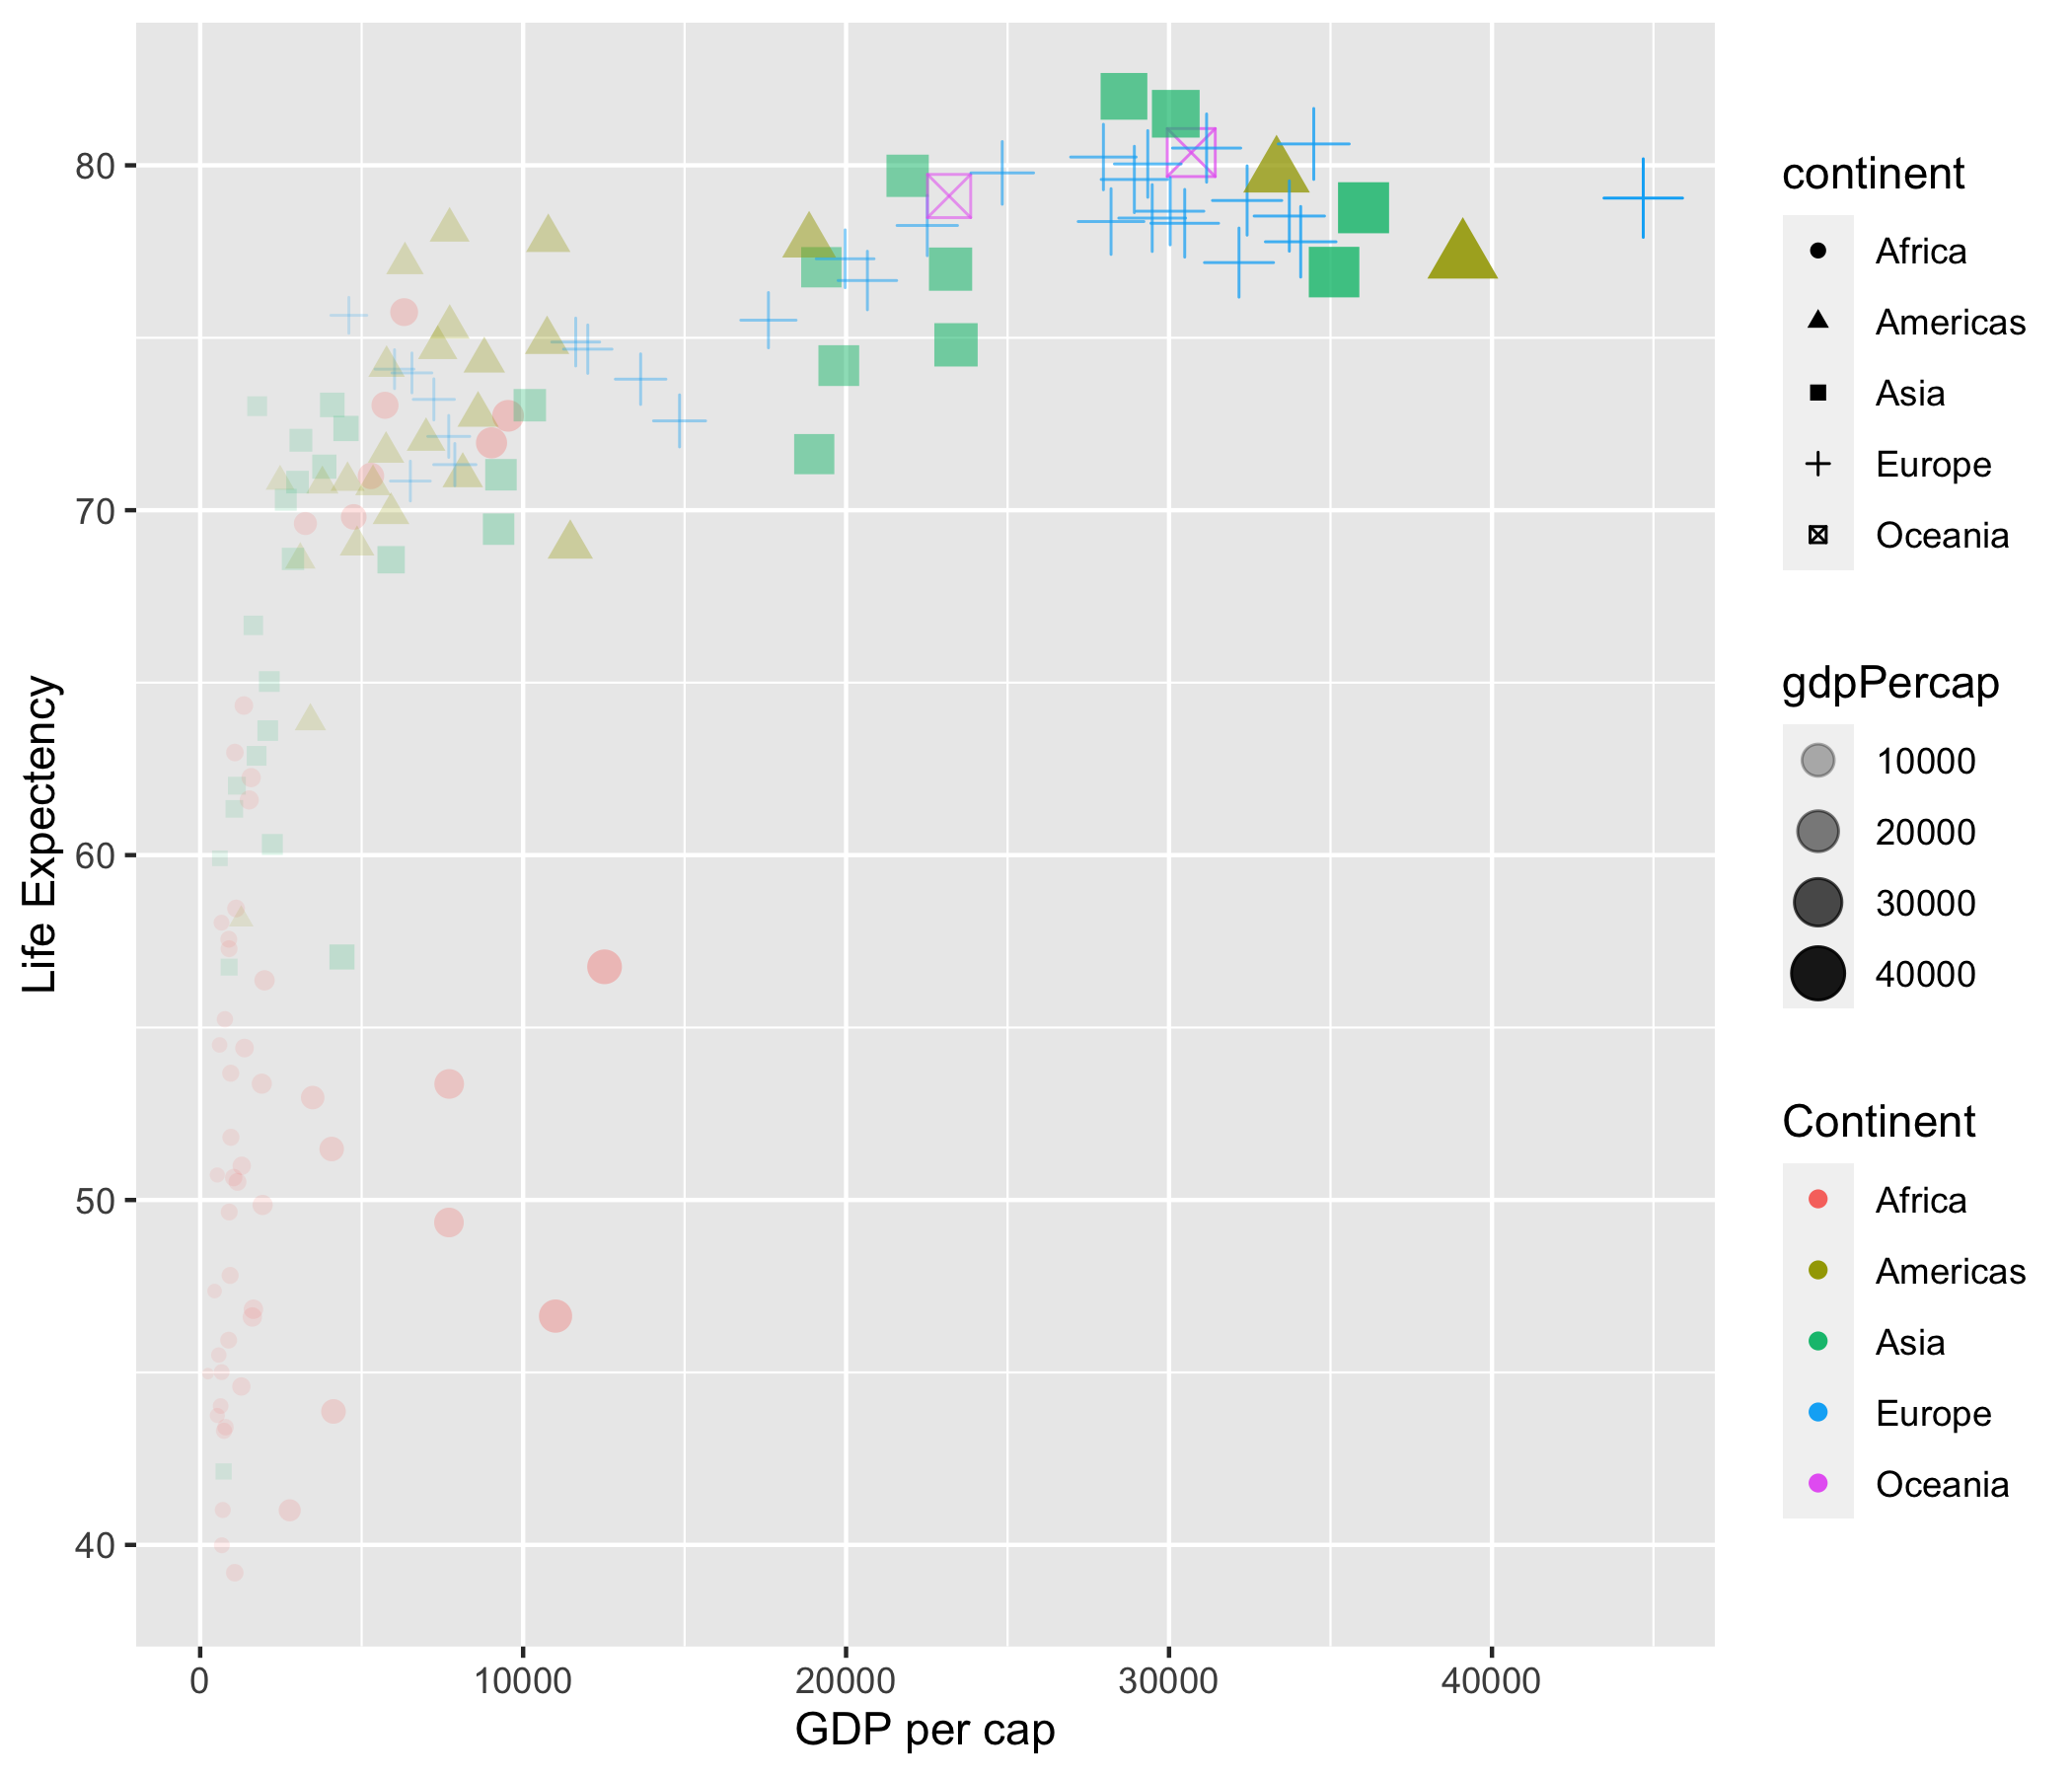 Life Expectency
80
70
60
50
40
0
10000
20000
30000
40000
GDP per cap
continent
Africa
Americas
Asia
Europe
Oceania
gdpPercap
10000
20000
30000
40000
Continent
Africa
Americas
Asia
Europe
Oceania